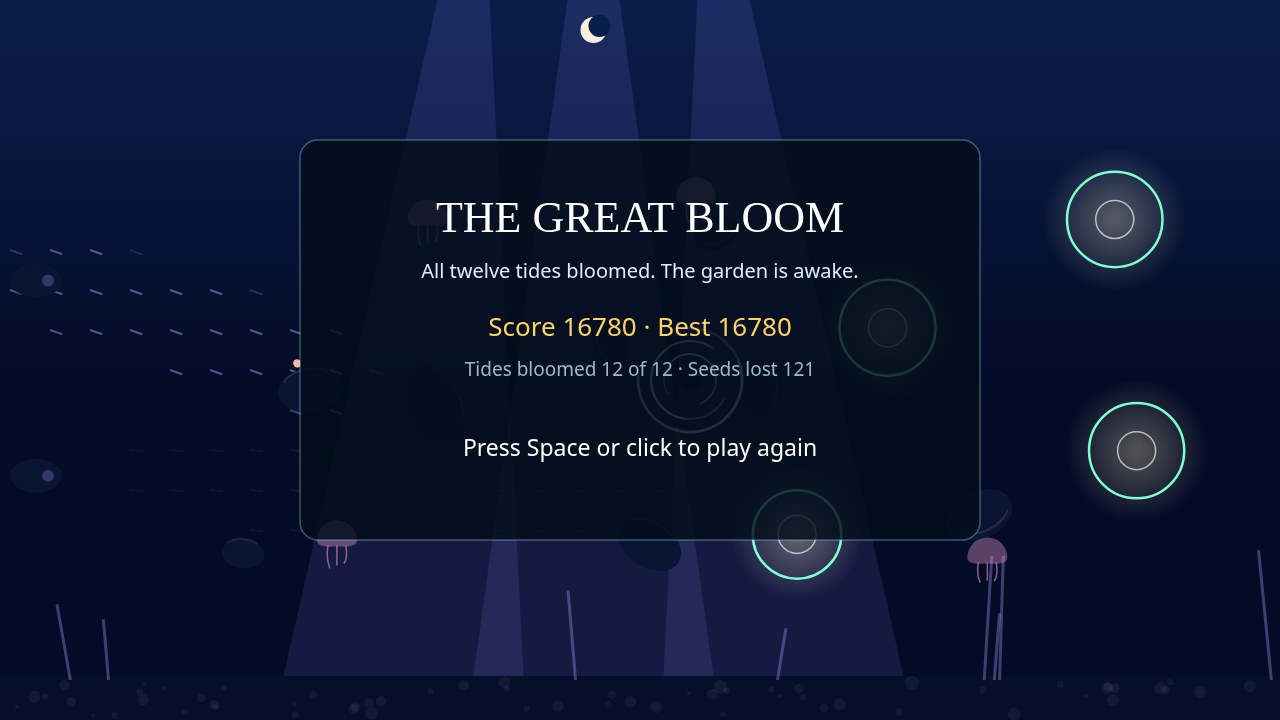 THE GREAT BLOOM
All twelve tides bloomed. The garden is awake.
Score 16780 · Best 16780
Tides bloomed 12 of 12 · Seeds lost 121
Press Space or click to play again